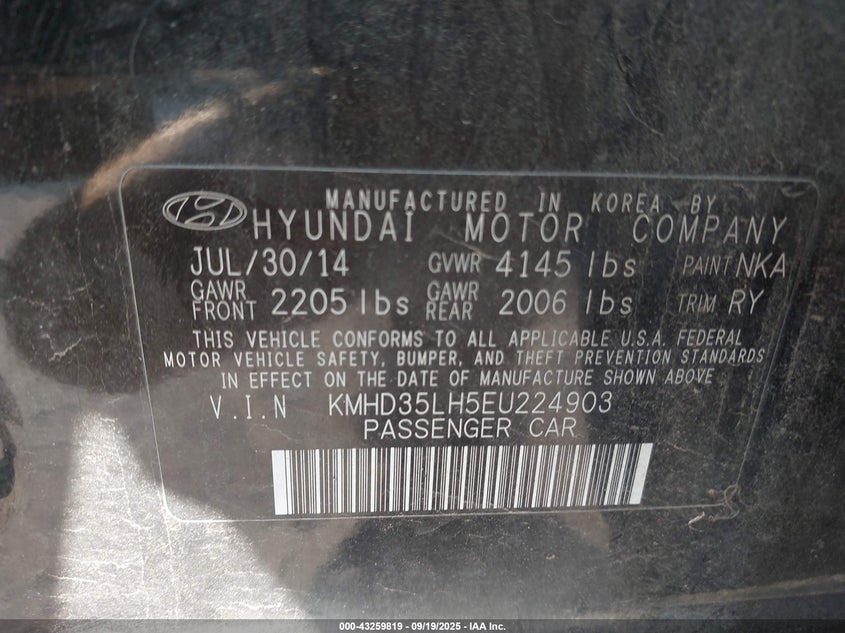 MANUFACTURED IN KOREA BY
HYUNDAI MOTOR COMPANY
JUL/30/14 GVWR 4145 lbs PAINT NKA
GAWR FRONT 2205 lbs GAWR REAR 2006 lbs TRIM RY
THIS VEHICLE CONFORMS TO ALL APPLICABLE U.S.A. FEDERAL
MOTOR VEHICLE SAFETY, BUMPER, AND THEFT PREVENTION STANDARDS
IN EFFECT ON THE DATE OF MANUFACTURE SHOWN ABOVE
V.I.N KMHD35LH5EU224903
PASSENGER CAR
000-43259819 - 09/19/2025 - IAA Inc.